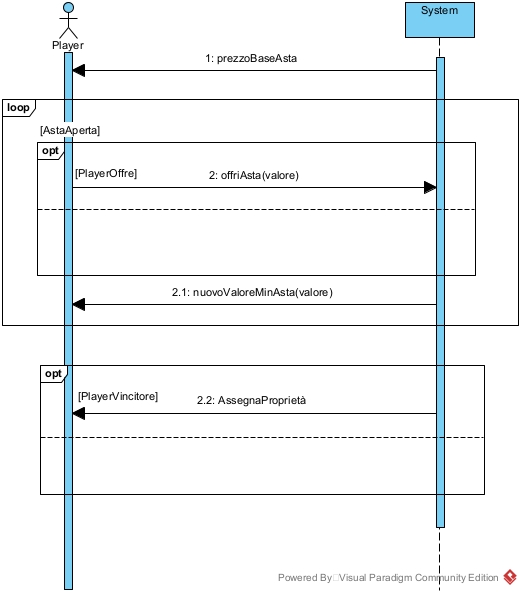 System
Player
1: prezzoBaseAsta
loop
[AstaAperta]
opt
[PlayerOffre]
2: offriAsta(valore)
2.1: nuovoValoreMinAsta(valore)
opt
[PlayerVincitore]
2.2: AssegnaProprietà
Powered By Visual Paradigm Community Edition